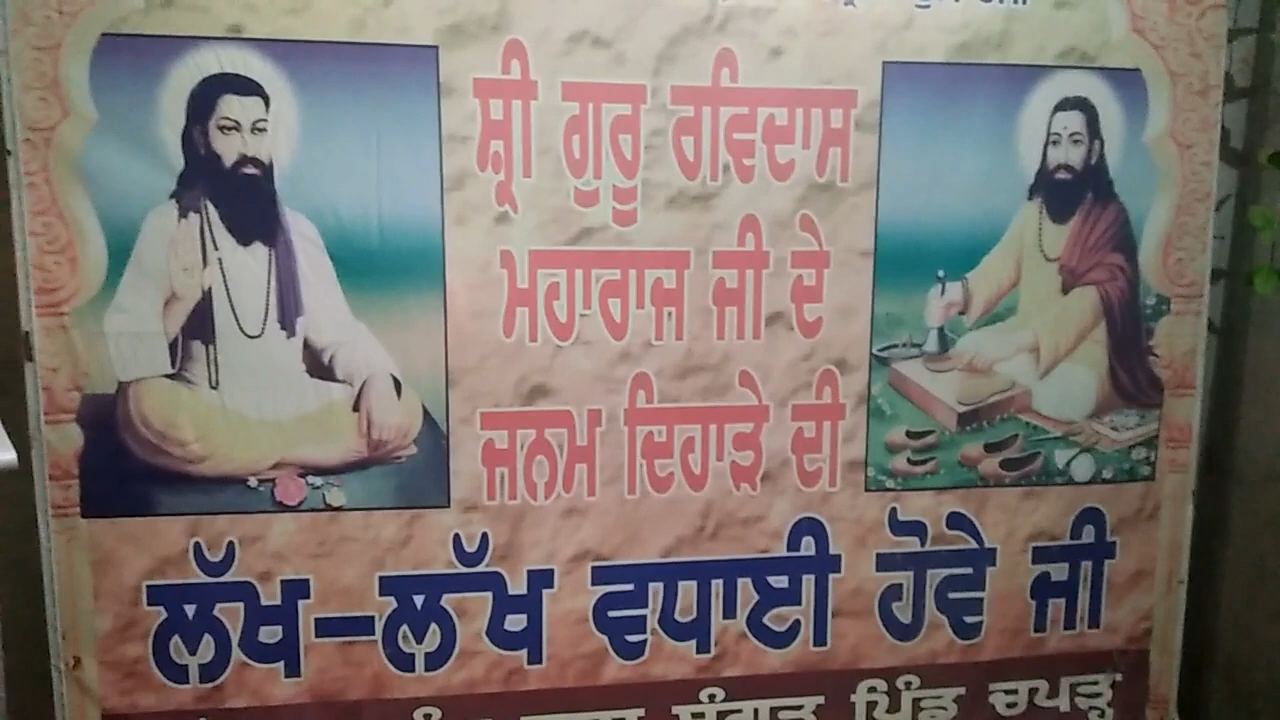 ਸ਼੍ਰੀ ਗੁਰੂ ਰਵਿਦਾਸ
ਮਹਾਰਾਜ ਜੀ ਦੇ
ਜਨਮ ਦਿਹਾੜੇ ਦੀ
ਲੱਖ-ਲੱਖ ਵਧਾਈ ਹੋਵੇ ਜੀ
ਸੰਗਤ ਪਿੰਡ ਚਪੜ੍ਹ